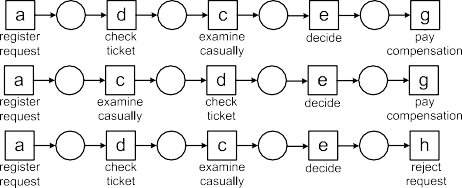 a d c e g
register request check ticket examine casually decide pay compensation
a c d e g
register request examine casually check ticket decide pay compensation
a d c e h
register request check ticket examine casually decide reject request